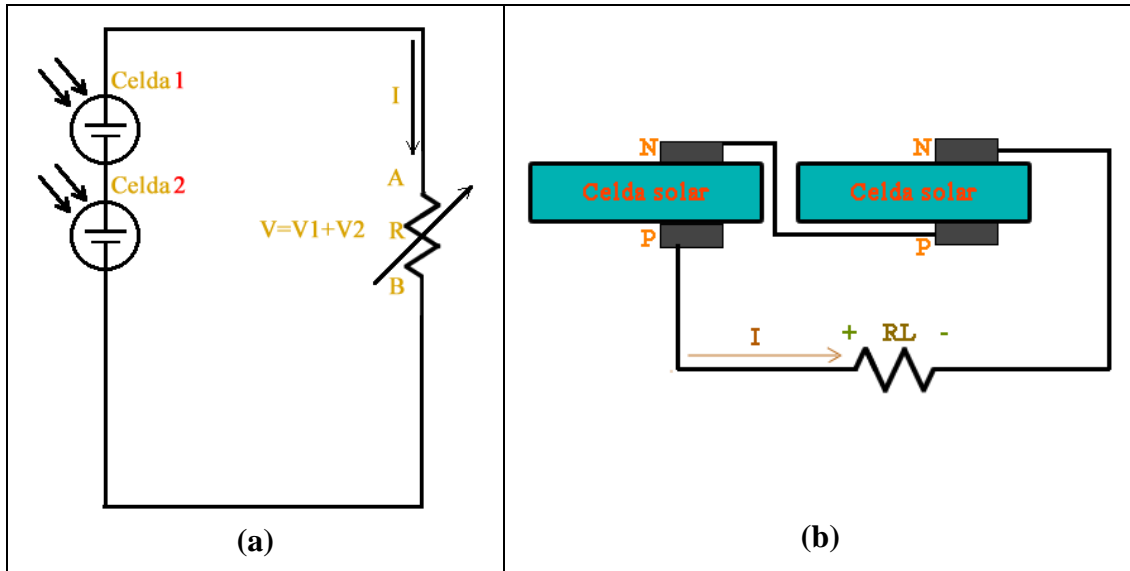 Celda 1
I
Celda 2
A
V=V1+V2
R
B
(a)
N
N
Celda solar
Celda solar
P
P
I
+ RL -
(b)